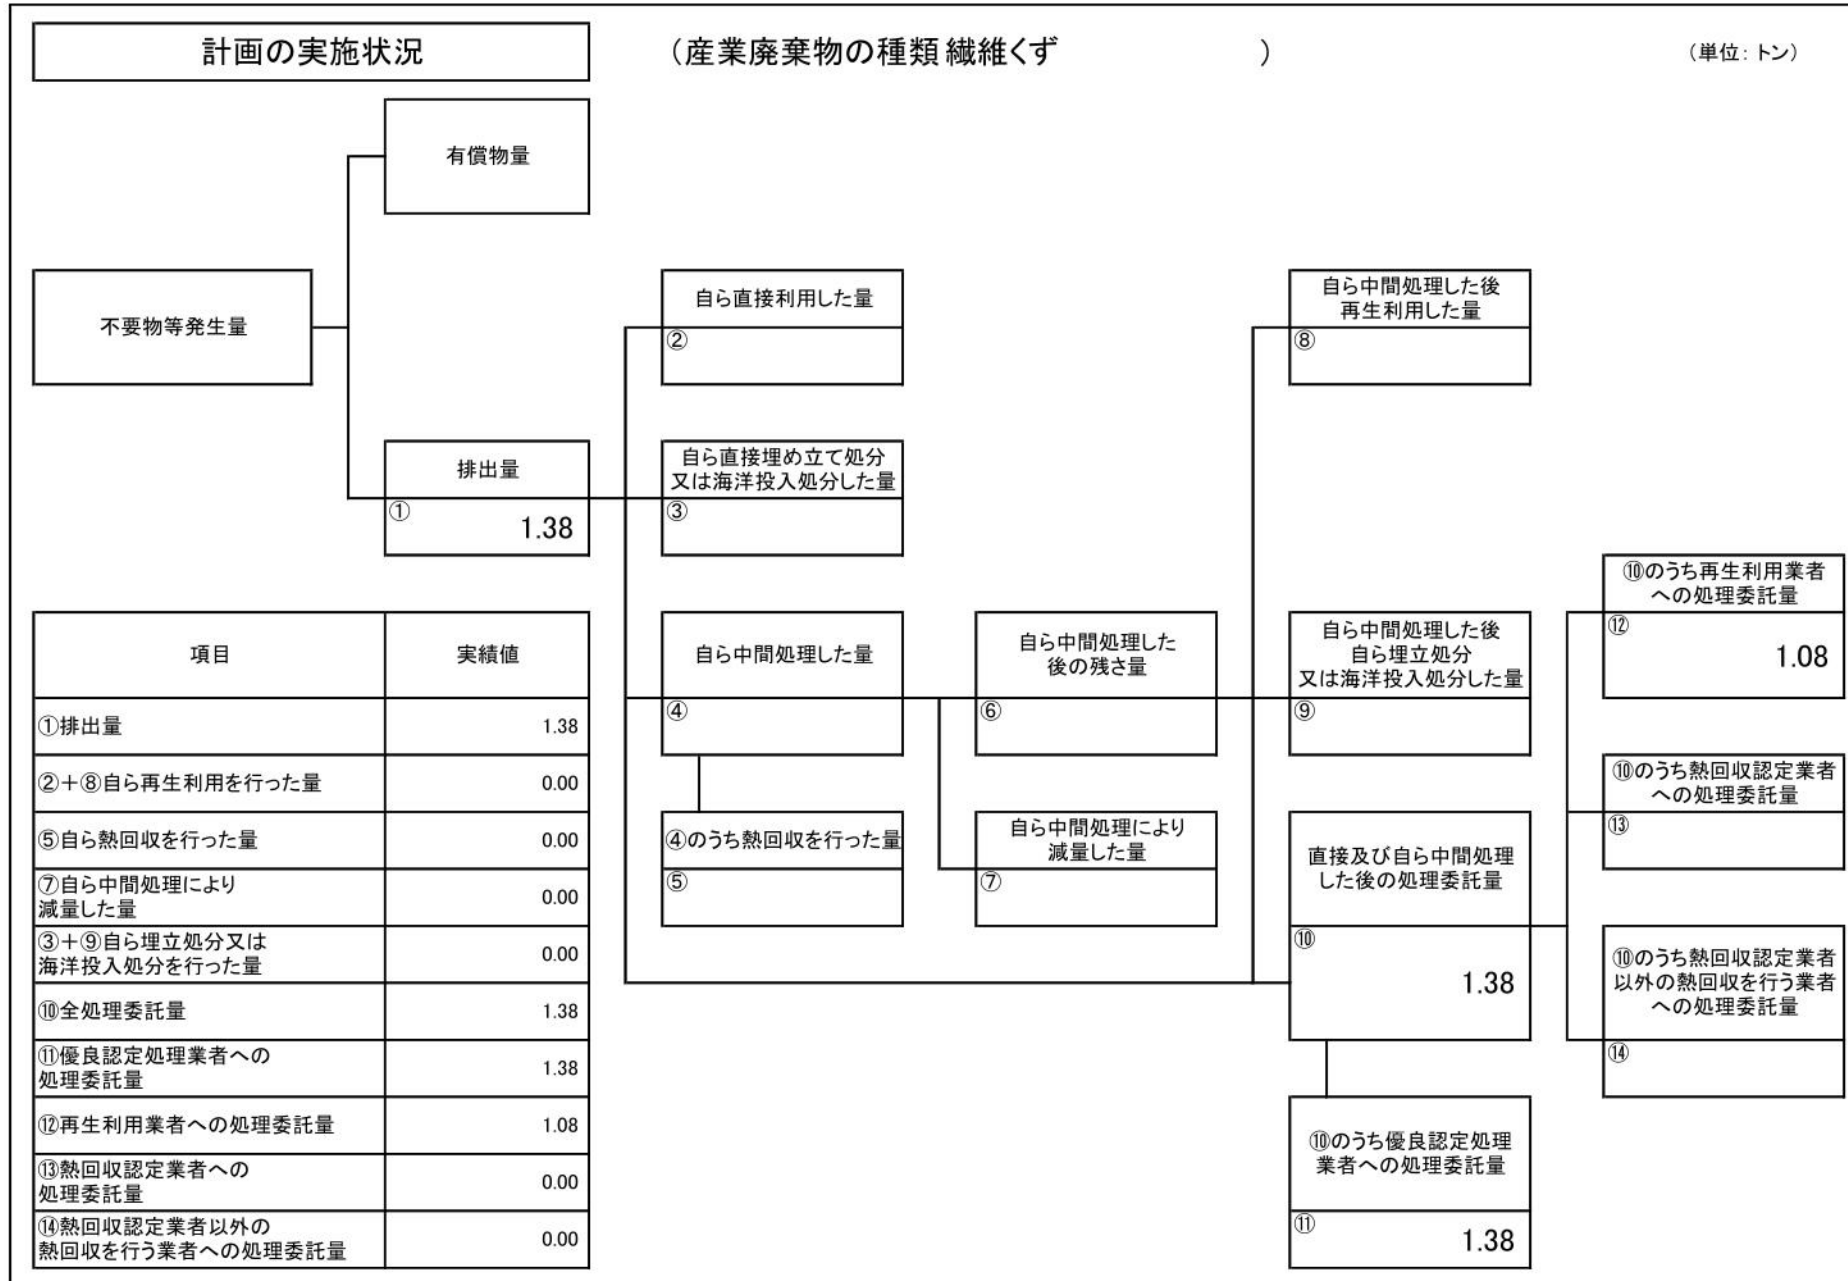 計画の実施状況
（産業廃棄物の種類 繊維くず　　　　　　　）
（単位：トン）
有償物量
不要物等発生量
自ら直接利用した量
②
自ら中間処理した後
再生利用した量
⑧
排出量
①
1.38
自ら直接埋め立て処分
又は海洋投入処分した量
③
⑩のうち再生利用業者
への処理委託量
⑫
1.08
自ら中間処理した量
④
自ら中間処理した
後の残さ量
⑥
自ら中間処理した後
自ら埋立処分
又は海洋投入処分した量
⑨
⑩のうち熱回収認定業者
への処理委託量
⑬
④のうち熱回収を行った量
⑤
自ら中間処理により
減量した量
⑦
直接及び自ら中間処理
した後の処理委託量
⑩
1.38
⑩のうち熱回収認定業者
以外の熱回収を行う業者
への処理委託量
⑭
⑩のうち優良認定処理
業者への処理委託量
⑪
1.38
項目　実績値
①排出量　1.38
②＋⑧自ら再生利用を行った量　0.00
⑤自ら熱回収を行った量　0.00
⑦自ら中間処理により
減量した量　0.00
③＋⑨自ら埋立処分又は
海洋投入処分を行った量　0.00
⑩全処理委託量　1.38
⑪優良認定処理業者への
処理委託量　1.38
⑫再生利用業者への処理委託量　1.08
⑬熱回収認定業者への
処理委託量　0.00
⑭熱回収認定業者以外の
熱回収を行う業者への処理委託量　0.00